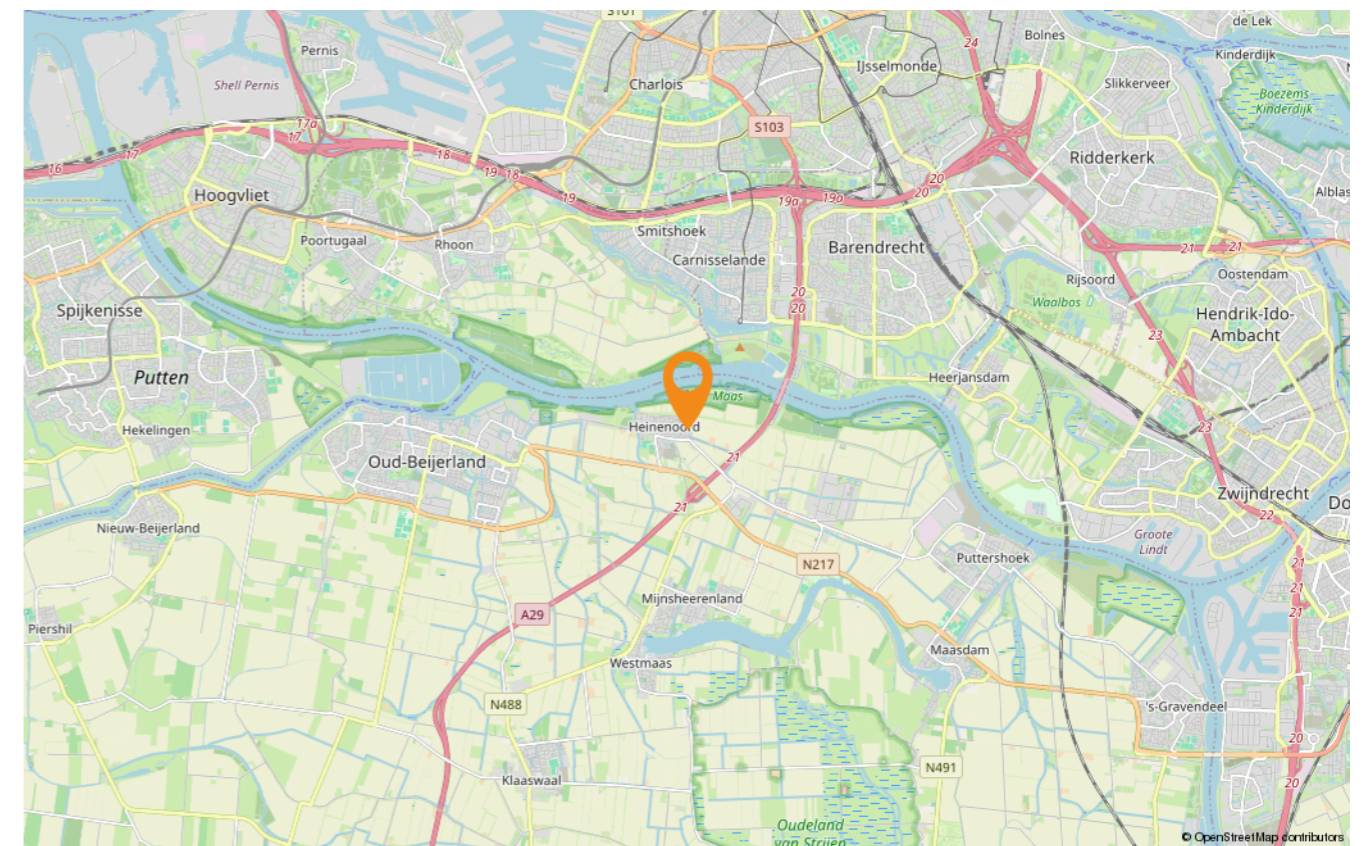 S101
de Lek
Bolnes
Pernis
24
Kinderdijk
IJsselmonde
Shell Pernis
Charlois
Slikkerveer
Boezems
Kinderdijk
17a
17
S103
18
17
16
19
18
Ridderkerk
20
20
Hoogvliet
19
19a
19a
Alblas
Poortugaal
Rhoon
Smitshoek
Barendrecht
21
21
Carnisselande
Rijsoord
Oostendam
20
20
Waalbos
Spijkenisse
Hendrik-Ido-
Ambacht
23
Putten
Heerjansdam
Maas
Hekelingen
Heinenoord
23
Oud-Beijerland
21
21
Zwijndrecht
Do
22
Nieuw-Beijerland
Groote
Lindt
N217
Puttershoek
21
21
21
Mijnsheerenland
A29
Piershil
Maasdam
Westmaas
N488
's-Gravendeel
20
N491
Klaaswaal
20
Oudeland
van Strijen
© OpenStreetMap contributors